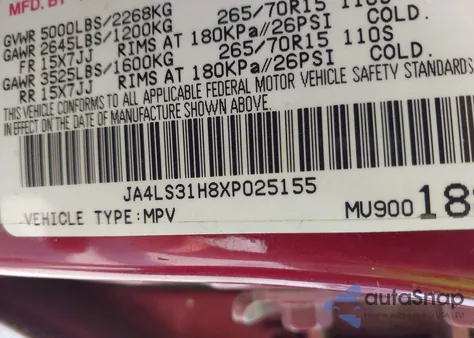 MFD. BY
GVWR 5000LBS/2268KG
GAWR 2645LBS/1200KG 265/70R15 110S
FR 15X7JJ RIMS AT 180KPa//26PSI COLD.
GAWR 3525LBS/1600KG 265/70R15 110S
RR 15X7JJ RIMS AT 180KPa//26PSI COLD.
THIS VEHICLE CONFORMS TO ALL APPLICABLE FEDERAL MOTOR VEHICLE SAFETY STANDARDS
IN EFFECT ON THE DATE OF MANUFACTURE SHOWN ABOVE.
JA4LS31H8XP025155
VEHICLE TYPE:MPV MU900 18
autoSnap